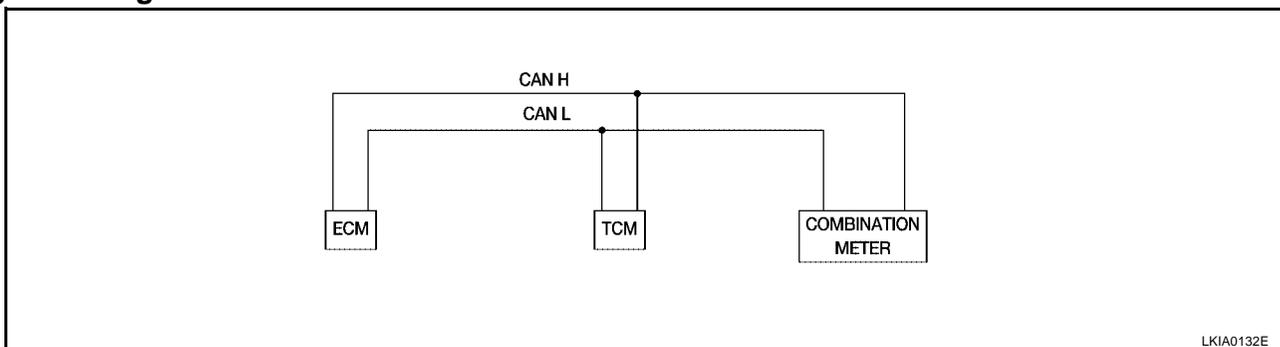 CAN H
CAN L
ECM
TCM
COMBINATION
METER
LKIA0132E